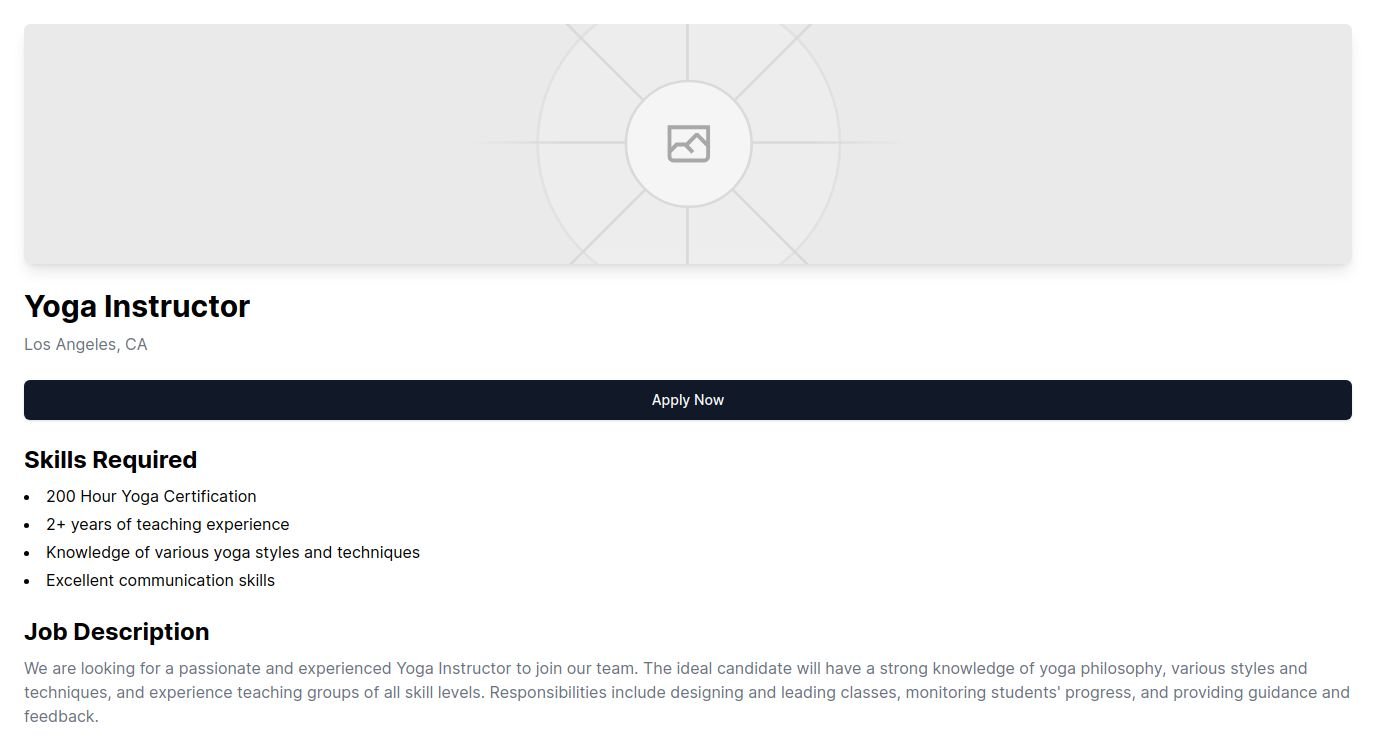 Yoga Instructor
Los Angeles, CA
Apply Now
Skills Required
• 200 Hour Yoga Certification
• 2+ years of teaching experience
• Knowledge of various yoga styles and techniques
• Excellent communication skills
Job Description
We are looking for a passionate and experienced Yoga Instructor to join our team. The ideal candidate will have a strong knowledge of yoga philosophy, various styles and
techniques, and experience teaching groups of all skill levels. Responsibilities include designing and leading classes, monitoring students' progress, and providing guidance and
feedback.